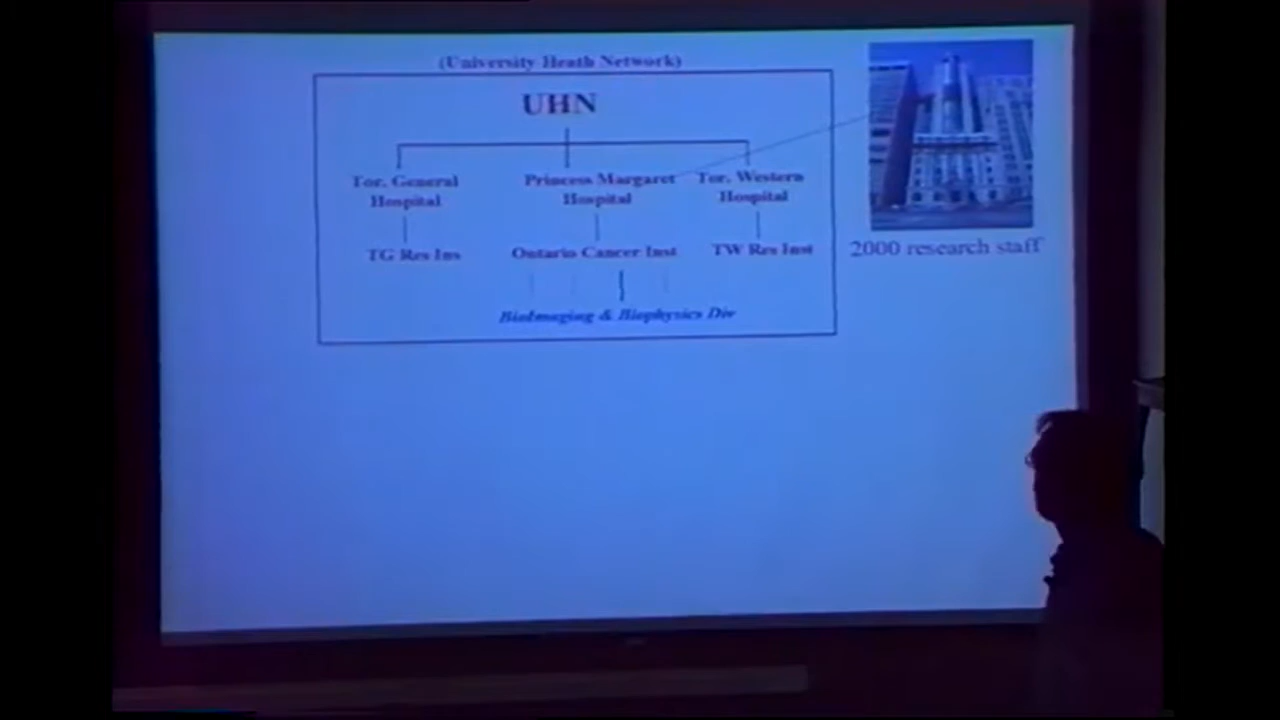 (University Heath Network)
UHN
Tor. General
Hospital
Princess Margaret
Hospital
Tor. Western
Hospital
TG Res Ins
Ontario Cancer Inst
TW Res Inst
BioImaging & Biophysics Div
2000 research staff